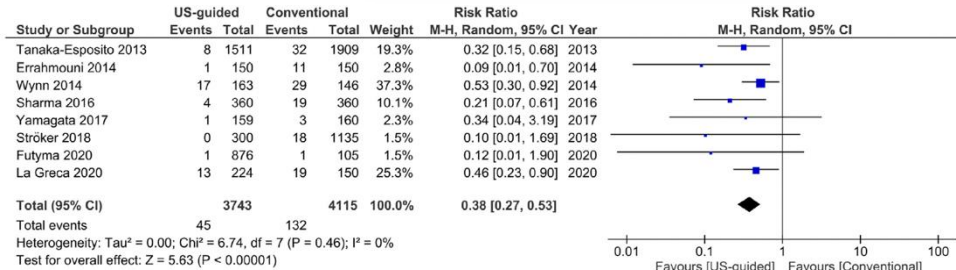 US-guided Conventional Risk Ratio Risk Ratio
Study or Subgroup Events Total Events Total Weight M-H, Random, 95% CI Year M-H, Random, 95% CI
Tanaka-Esposito 2013 8 1511 32 1909 19.3% 0.32 [0.15, 0.68] 2013
Errahmouni 2014 1 150 11 150 2.8% 0.09 [0.01, 0.70] 2014
Wynn 2014 17 163 29 146 37.3% 0.53 [0.30, 0.92] 2014
Sharma 2016 4 360 19 360 10.1% 0.21 [0.07, 0.61] 2016
Yamagata 2017 1 159 3 160 2.3% 0.34 [0.04, 3.19] 2017
Ströker 2018 0 300 18 1135 1.5% 0.10 [0.01, 1.69] 2018
Futyma 2020 1 876 1 105 1.5% 0.12 [0.01, 1.90] 2020
La Greca 2020 13 224 19 150 25.3% 0.46 [0.23, 0.90] 2020
Total (95% CI) 3743 4115 100.0% 0.38 [0.27, 0.53]
Total events 45 132
Heterogeneity: Tau² = 0.00; Chi² = 6.74, df = 7 (P = 0.46); I² = 0%
Test for overall effect: Z = 5.63 (P < 0.00001)
0.01 0.1 1 10 100
Favours [US-guided] Favours [Conventional]